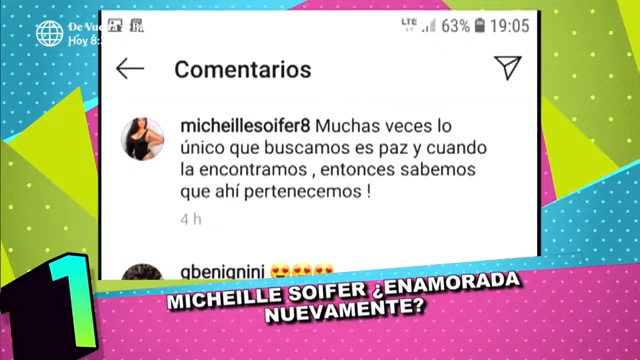 De Vue
Hoy 8:
LTE 63% 19:05
Comentarios
micheillesoifer8 Muchas veces lo
único que buscamos es paz y cuando
la encontramos , entonces sabemos
que ahí pertenecemos !
4 h
gbenignini 😍😍😍
1
MICHEILLE SOIFER ¿ENAMORADA
NUEVAMENTE?